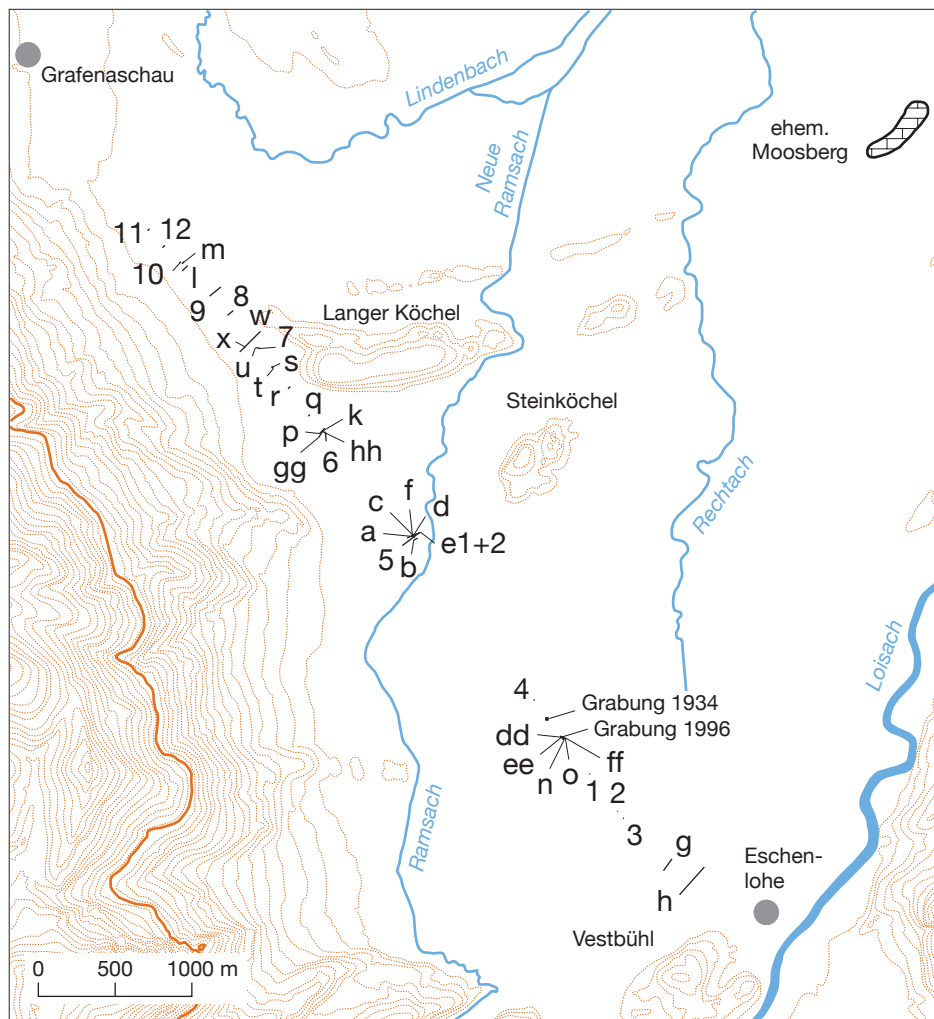 Grafenaschau
Lindenbach
Neue
Ramsach
ehem.
Moosberg
11
12
m
10
l
9
8
w
Langer Köchel
x
7
u
s
t
r
q
Steinköchel
k
p
hh
gg
6
Rechtach
c
f
d
a
e1+2
5
b
Loisach
4
Grabung 1934
Grabung 1996
dd
ee
ff
n
o
1
2
3
Ramsach
g
Eschen-
lohe
h
Vestbühl
0 500 1000 m